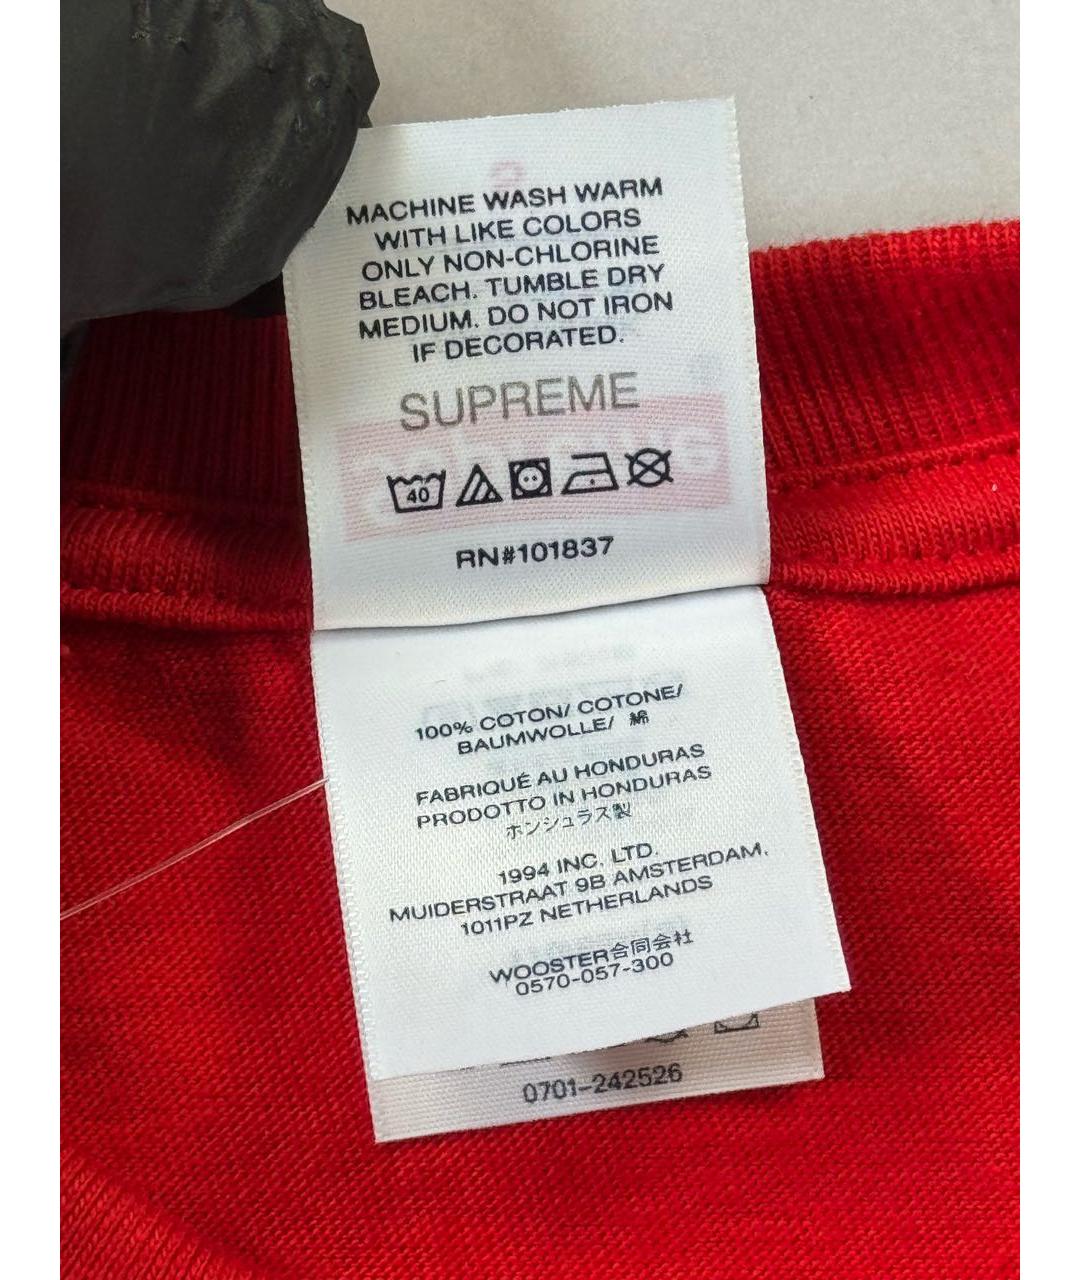 MACHINE WASH WARM
WITH LIKE COLORS
ONLY NON-CHLORINE
BLEACH. TUMBLE DRY
MEDIUM. DO NOT IRON
IF DECORATED.
SUPREME
40
RN#101837
100% COTON/ COTONE/
BAUMWOLLE/ 綿
FABRIQUÉ AU HONDURAS
PRODOTTO IN HONDURAS
ホンジュラス製
1994 INC. LTD.
MUIDERSTRAAT 9B AMSTERDAM,
1011PZ NETHERLANDS
WOOSTER合同会社
0570-057-300
0701-242526